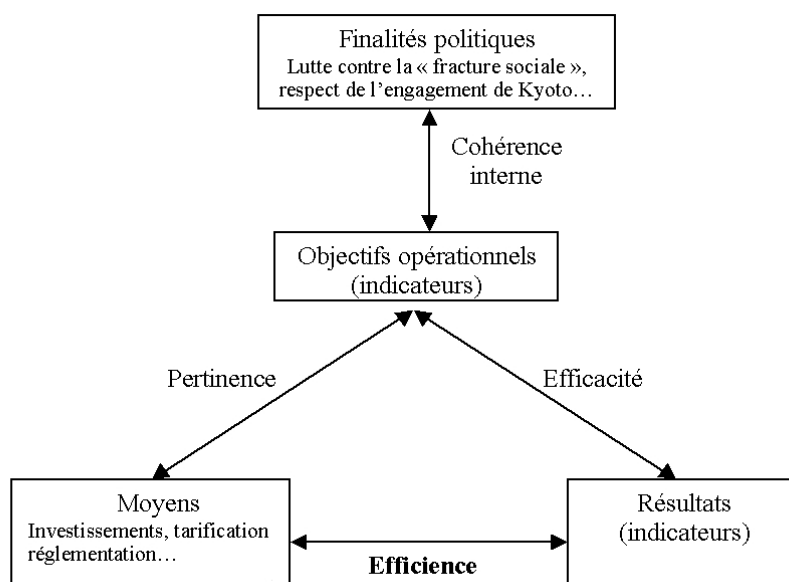 Finalités politiques
Lutte contre la « fracture sociale »,
respect de l’engagement de Kyoto…
Cohérence
interne
Objectifs opérationnels
(indicateurs)
Pertinence
Efficacité
Moyens
Investissements, tarification
réglementation…
Résultats
(indicateurs)
Efficience